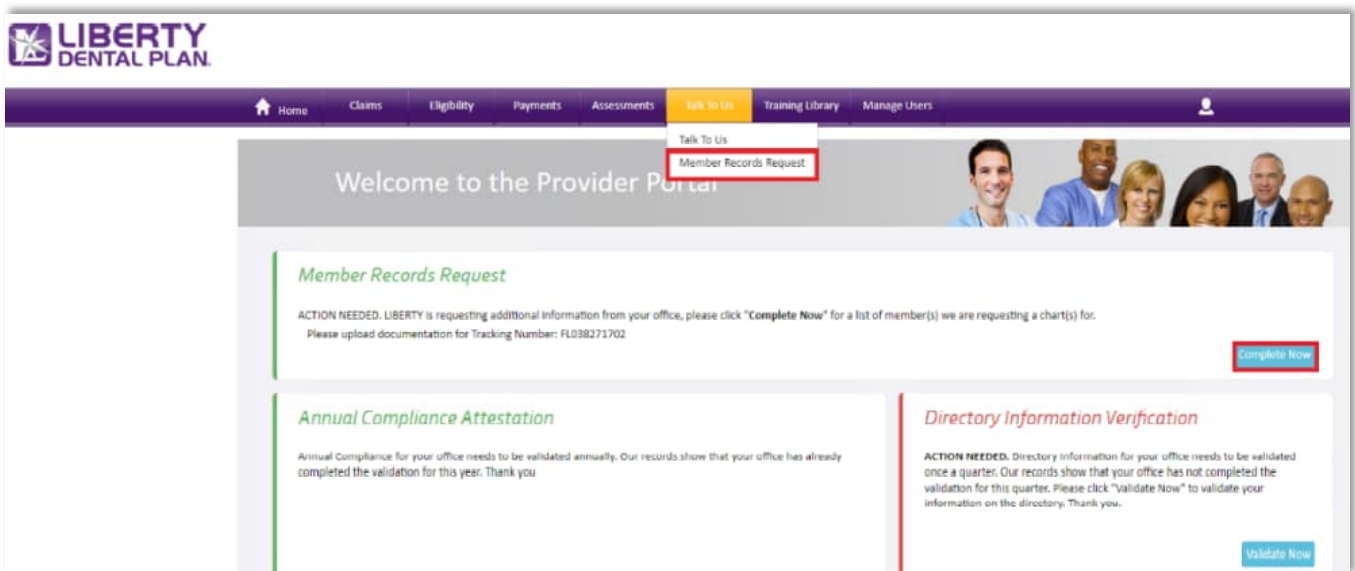 LIBERTY
DENTAL PLAN.
Home Claims Eligibility Payments Assessments Talk To Us Training Library Manage Users
Talk To Us
Member Records Request
Welcome to the Provider Portal
Member Records Request
ACTION NEEDED. LIBERTY is requesting additional information from your office, please click "Complete Now" for a list of member(s) we are requesting a chart(s) for.
Please upload documentation for Tracking Number: FL038271702
Complete Now
Annual Compliance Attestation
Annual Compliance for your office needs to be validated annually. Our records show that your office has already
completed the validation for this year. Thank you
Directory Information Verification
ACTION NEEDED. Directory Information for your office needs to be validated
once a quarter. Our records show that your office has not completed the
validation for this quarter. Please click "Validate Now" to validate your
information on the directory. Thank you.
Validate Now